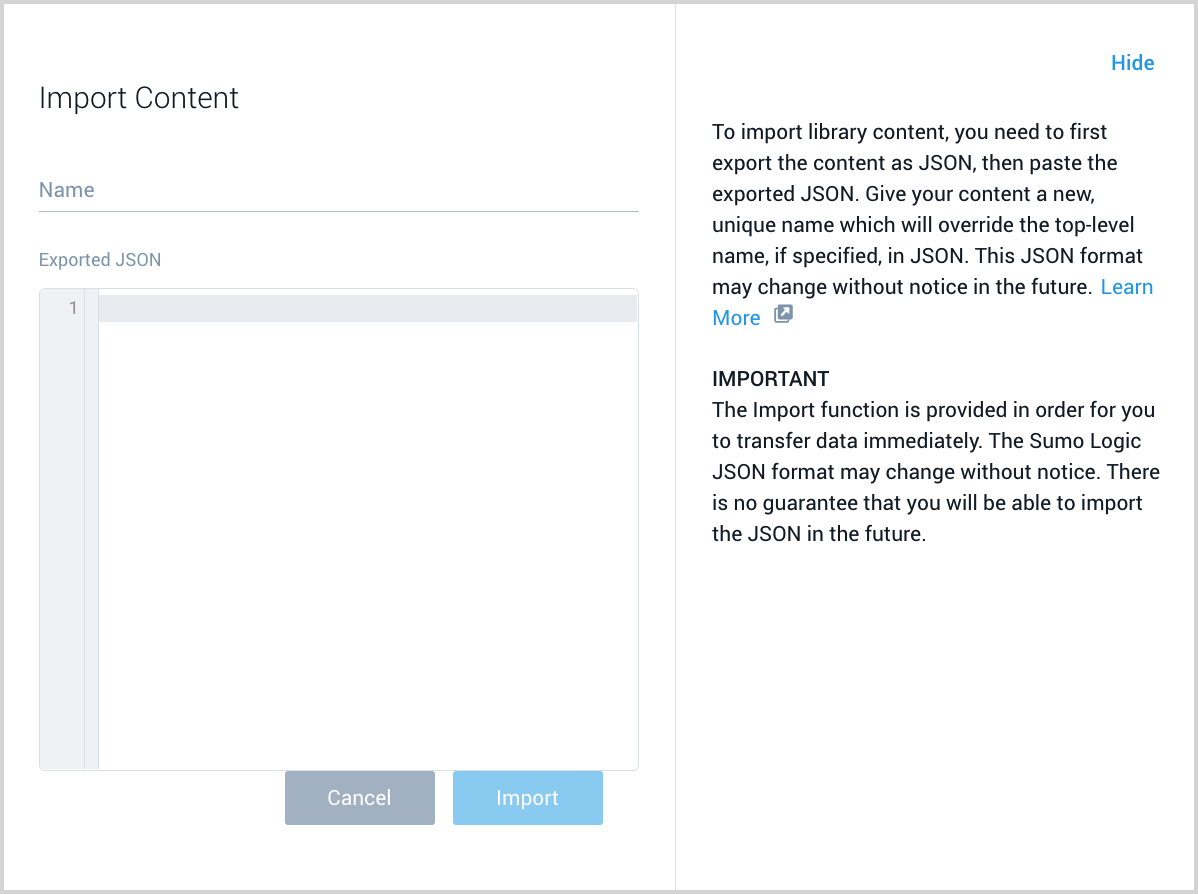 Import Content
Name
Exported JSON
1
Cancel
Import
Hide
To import library content, you need to first
export the content as JSON, then paste the
exported JSON. Give your content a new,
unique name which will override the top-level
name, if specified, in JSON. This JSON format
may change without notice in the future. Learn
More
IMPORTANT
The Import function is provided in order for you
to transfer data immediately. The Sumo Logic
JSON format may change without notice. There
is no guarantee that you will be able to import
the JSON in the future.